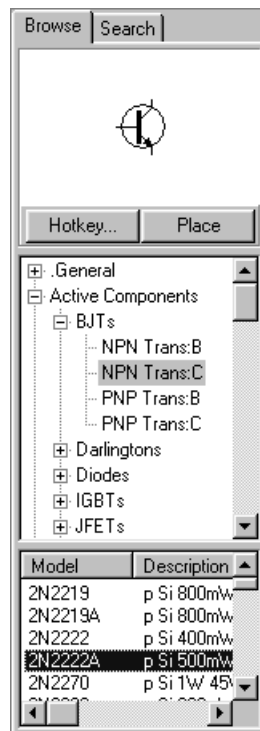 Browse Search
Hotkey... Place
.General
Active Components
BJTs
NPN Trans:B
NPN Trans:C
PNP Trans:B
PNP Trans:C
Darlingtons
Diodes
IGBTs
JFETs
Model Description
2N2219 p Si 800mW
2N2219A p Si 800mW
2N2222 p Si 400mW
2N2222A p Si 500mW
2N2270 p Si 1W 45V